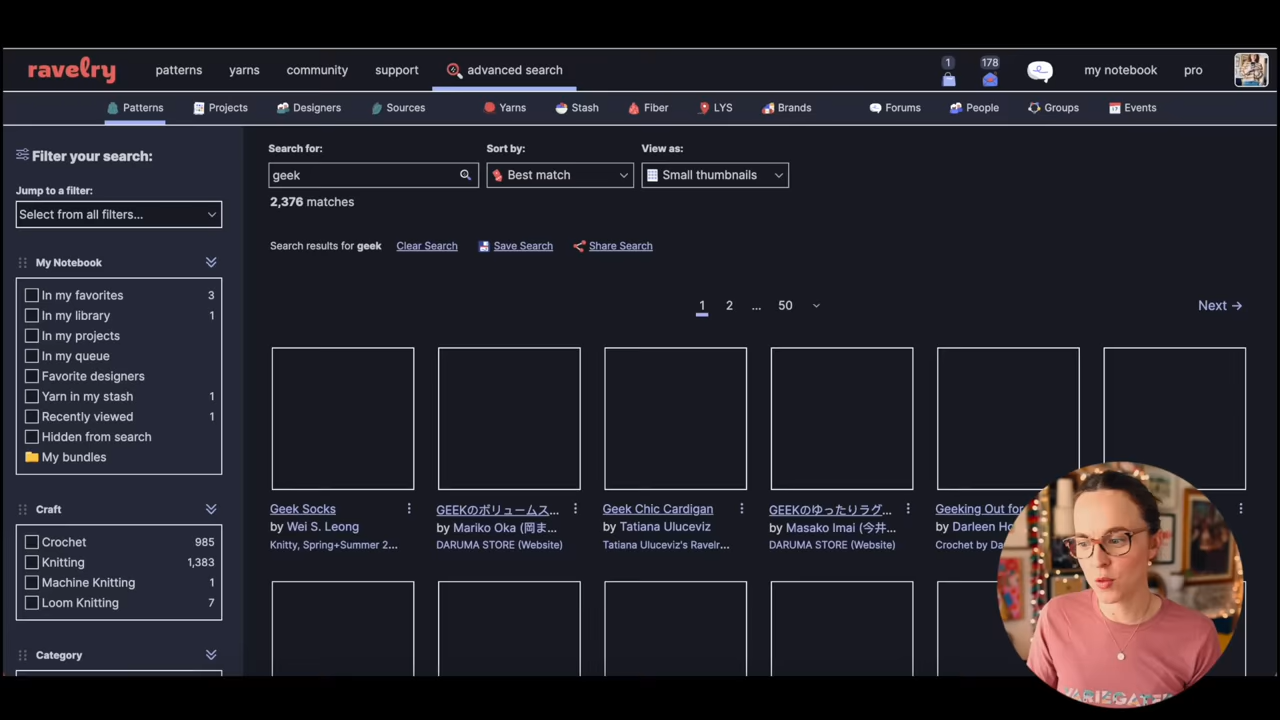 ravelry
patterns
yarns
community
support
advanced search
1
178
my notebook
pro
Patterns
Projects
Designers
Sources
Yarns
Stash
Fiber
LYS
Brands
Forums
People
Groups
Events
Filter your search:
Jump to a filter:
Select from all filters...
My Notebook
In my favorites 3
In my library 1
In my projects
In my queue
Favorite designers
Yarn in my stash 1
Recently viewed 1
Hidden from search
My bundles
Craft
Crochet 985
Knitting 1,383
Machine Knitting 1
Loom Knitting 7
Category
Search for:
geek
Sort by:
Best match
View as:
Small thumbnails
2,376 matches
Search results for geek
Clear Search
Save Search
Share Search
1 2 ... 50
Next →
Geek Socks
by Wei S. Leong
Knitty, Spring+Summer 2...
GEEKのボリュームス...
by Mariko Oka (岡ま...
DARUMA STORE (Website)
Geek Chic Cardigan
by Tatiana Uluceviz
Tatiana Uluceviz's Ravelr...
GEEKのゆったりラグ...
by Masako Imai (今井...
DARUMA STORE (Website)
Geeking Out for
by Darleen Ho
Crochet by Da
VARIEGATE